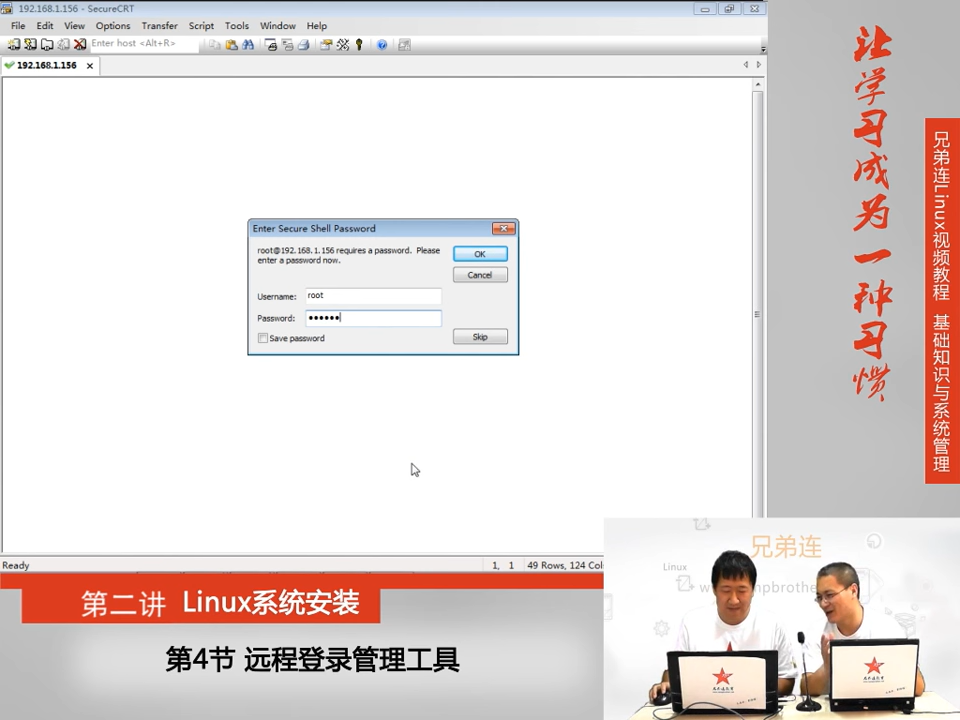 192.168.1.156 - SecureCRT
File Edit View Options Transfer Script Tools Window Help
Enter host <Alt+R>
192.168.1.156
Enter Secure Shell Password
root@192.168.1.156 requires a password. Please
enter a password now.
OK
Cancel
Username: root
Password: ••••••
Save password
Skip
Ready
1, 1 49 Rows, 124 Col
让学习成为一种习惯
兄弟连Linux视频教程 基础知识与系统管理
第二讲 Linux系统安装
第4节 远程登录管理工具
兄弟连
Linux